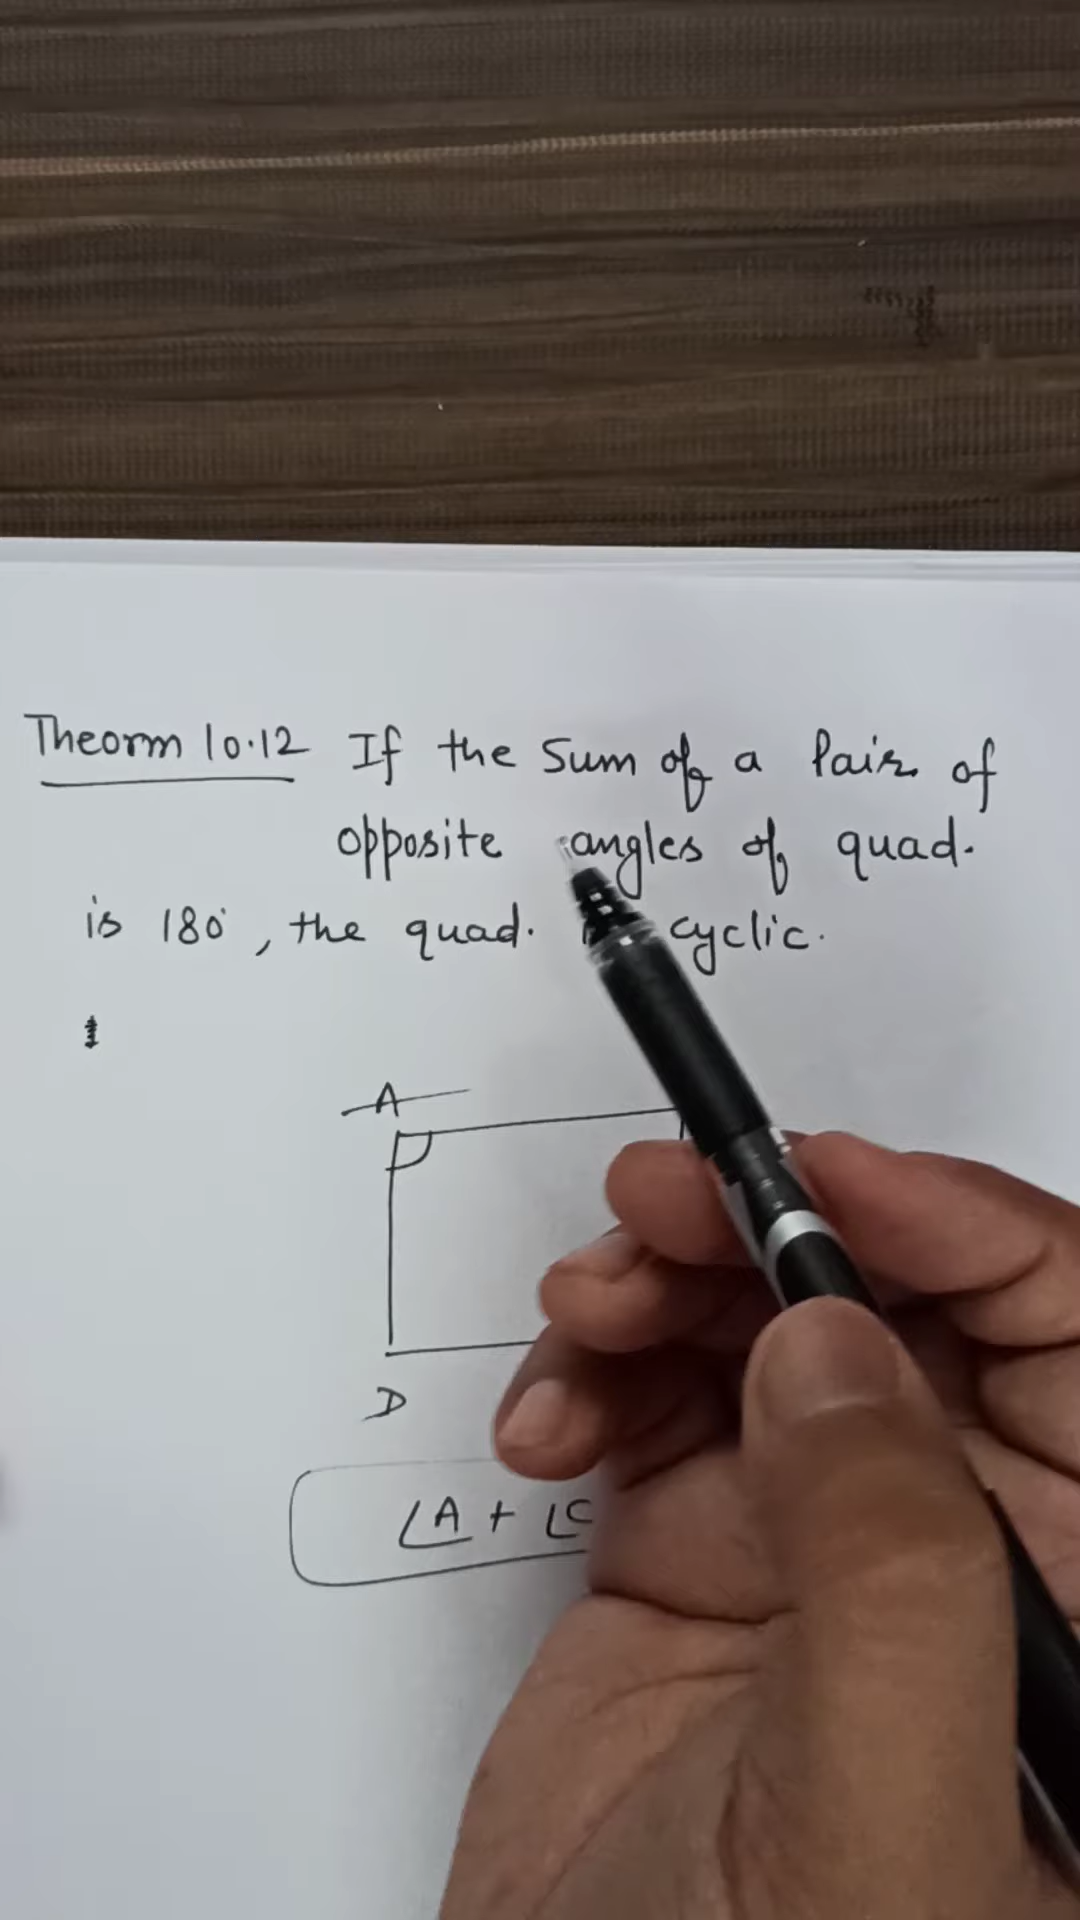 Theorm 10.12 If the Sum of a Pair of
opposite angles of quad.
is 180°, the quad. cyclic.
A
D
∠A + ∠C